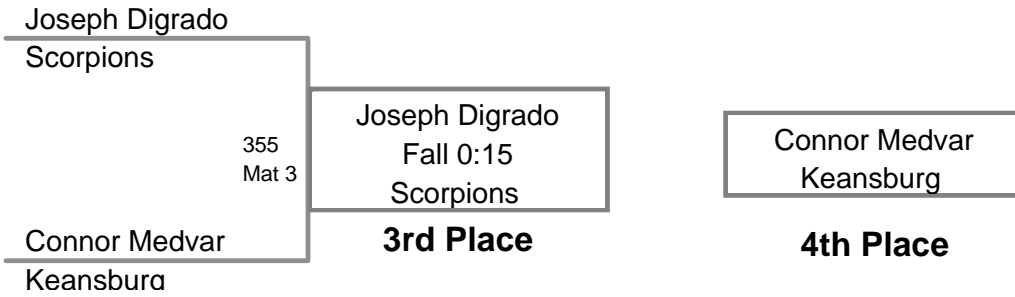 Joseph Digrado
Scorpions
355
Mat 3
Joseph Digrado
Fall 0:15
Scorpions
3rd Place
Connor Medvar
Keansburg
4th Place
Connor Medvar
Keansburg